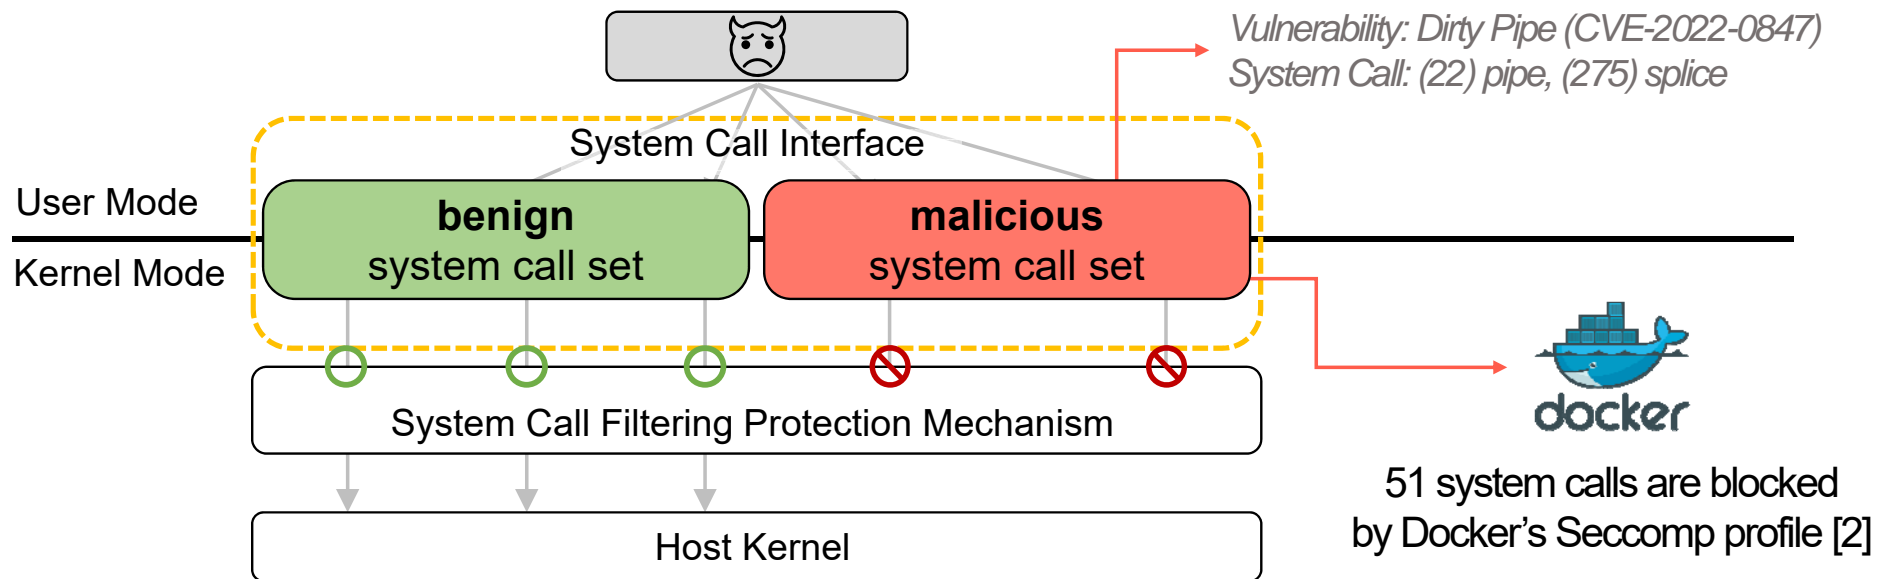 Vulnerability: Dirty Pipe (CVE-2022-0847)
System Call: (22) pipe, (275) splice
System Call Interface
User Mode
Kernel Mode
benign
system call set
malicious
system call set
System Call Filtering Protection Mechanism
docker
51 system calls are blocked
by Docker's Seccomp profile [2]
Host Kernel